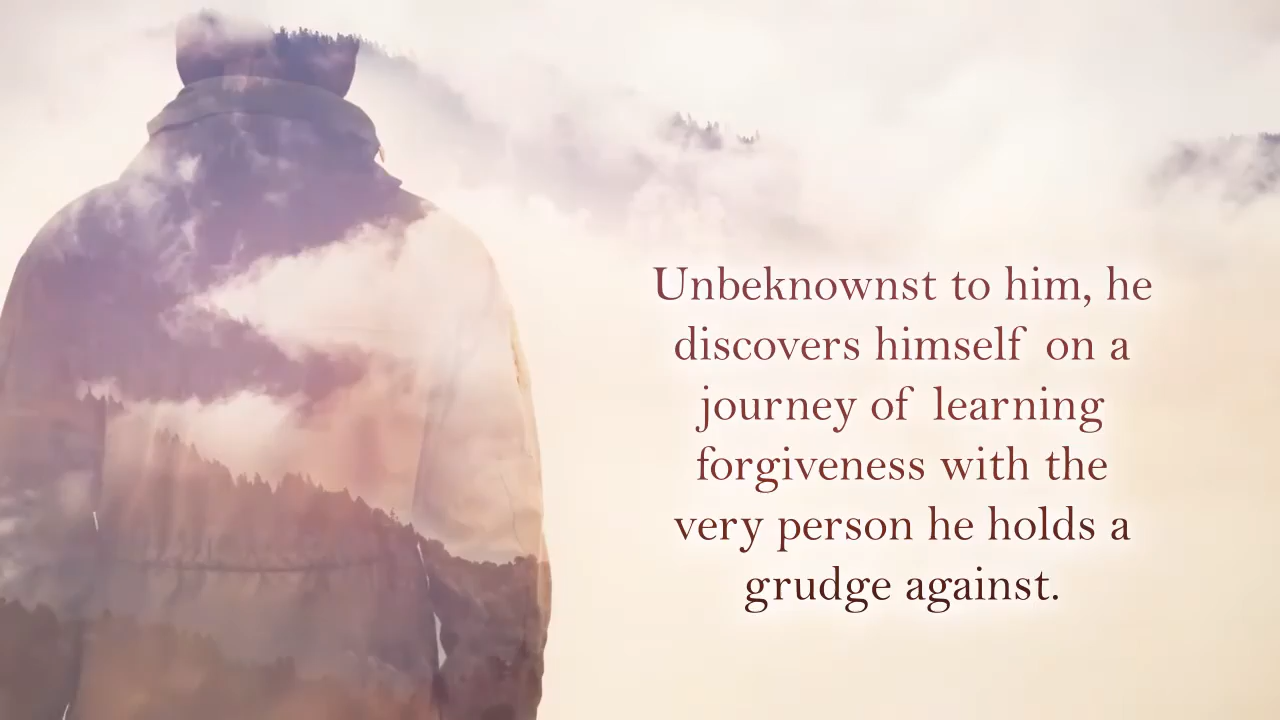 Unbeknownst to him, he
discovers himself on a
journey of learning
forgiveness with the
very person he holds a
grudge against.